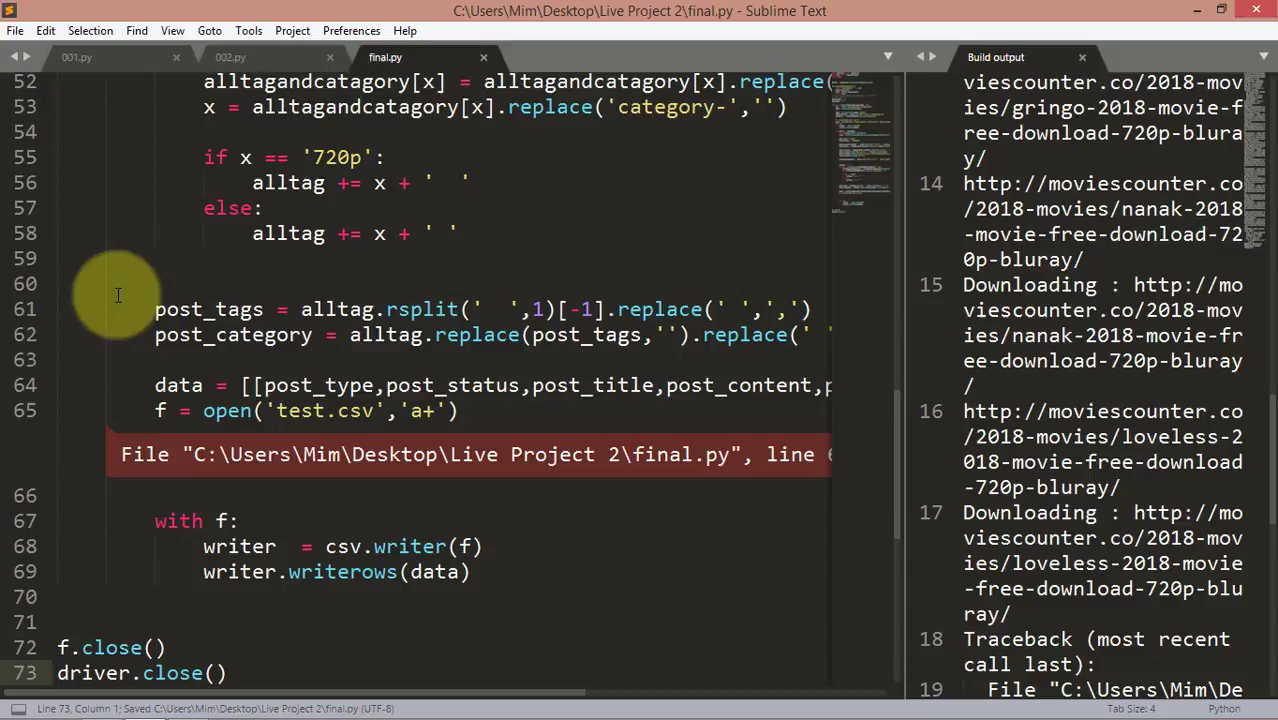 C:\Users\Mim\Desktop\Live Project 2\final.py - Sublime Text
File Edit Selection Find View Goto Tools Project Preferences Help
001.py 002.py final.py
52 alltagandcatagory[x] = alltagandcatagory[x].replace(
53 x = alltagandcatagory[x].replace('category-','')
54
55 if x == '720p':
56 alltag += x + '  '
57 else:
58 alltag += x + ' '
59
60
61 post_tags = alltag.rsplit('  ',1)[-1].replace(' ',',')
62 post_category = alltag.replace(post_tags,'').replace(' '
63
64 data = [[post_type,post_status,post_title,post_content,p
65 f = open('test.csv','a+')
File "C:\Users\Mim\Desktop\Live Project 2\final.py", line 6
66
67 with f:
68 writer  = csv.writer(f)
69 writer.writerows(data)
70
71
72 f.close()
73 driver.close()
Build output
viescounter.co/2018-mov
ies/gringo-2018-movie-f
ree-download-720p-blura
y/
14 http://moviescounter.co
/2018-movies/nanak-2018
-movie-free-download-72
0p-bluray/
15 Downloading : http://mo
viescounter.co/2018-mov
ies/nanak-2018-movie-fr
ee-download-720p-bluray
/
16 http://moviescounter.co
/2018-movies/loveless-2
018-movie-free-download
-720p-bluray/
17 Downloading : http://mo
viescounter.co/2018-mov
ies/loveless-2018-movie
-free-download-720p-blu
ray/
18 Traceback (most recent
call last):
19 File "C:\Users\Mim\De
Line 73, Column 1; Saved C:\Users\Mim\Desktop\Live Project 2\final.py (UTF-8)
Tab Size: 4 Python